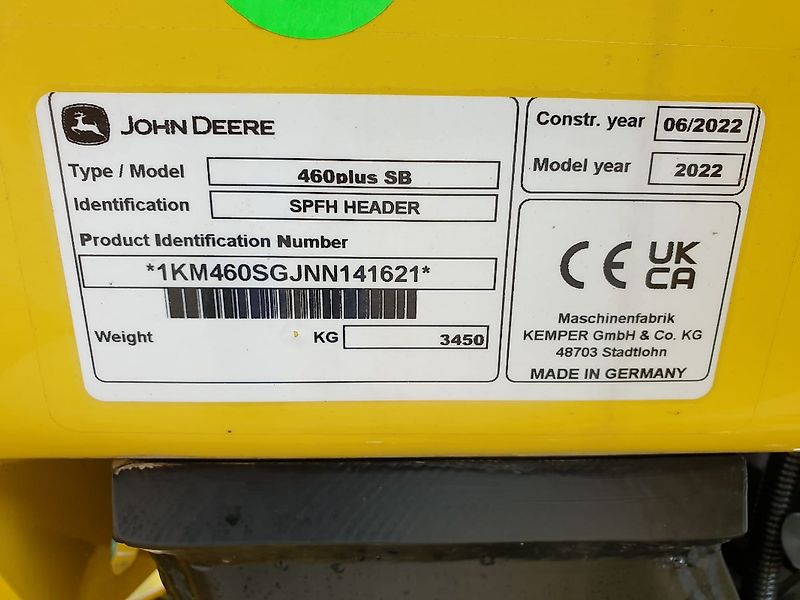 JOHN DEERE
Type / Model 460plus SB
Identification SPFH HEADER
Product Identification Number
*1KM460SGJNN141621*
Weight KG 3450
Constr. year 06/2022
Model year 2022
CE UK CA
Maschinenfabrik
KEMPER GmbH & Co. KG
48703 Stadtlohn
MADE IN GERMANY